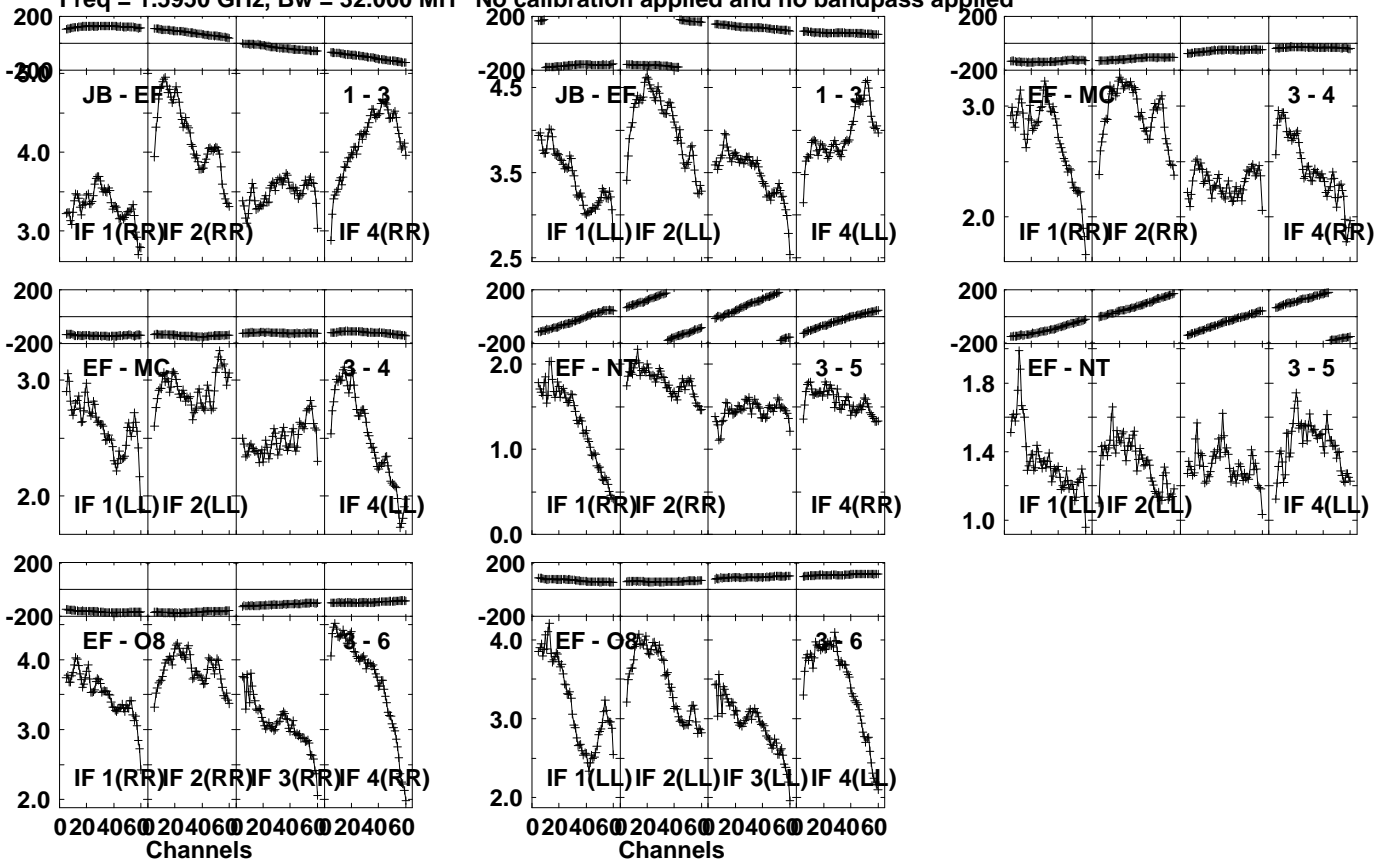 Freq = 1.5950 GHz, Bw = 32.000 MH No calibration applied and no bandpass applied
200 200 200
-200 -200 -200
5.0
JB - EF 1 - 3 4.5 JB - EF 1 - 3 3.0 EF - MC 3 - 4
4.0
3.5
3.0 2.0
IF 1(RR) IF 2(RR) IF 4(RR) IF 1(LL) IF 2(LL) IF 4(LL) IF 1(RR) IF 2(RR) IF 4(RR)
2.5
200 200 200
-200 -200 -200
3.0 EF - MC 3 - 4 2.0 EF - NT 3 - 5 1.8 EF - NT 3 - 5
1.0 1.4
2.0 IF 1(LL) IF 2(LL) IF 4(LL) IF 1(RR) IF 2(RR) IF 4(RR) IF 1(LL) IF 2(LL) IF 4(LL)
0.0 1.0
200 200
-200 -200
4.0 EF - O8 3 - 6 4.0 EF - O8 3 - 6
3.0 3.0
IF 1(RR) IF 2(RR) IF 3(RR) IF 4(RR) IF 1(LL) IF 2(LL) IF 3(LL) IF 4(LL)
2.0 2.0
0 20 40 60 0 20 40 60 0 20 40 60 0 20 40 60 0 20 40 60 0 20 40 60 0 20 40 60 0 20 40 60
Channels Channels